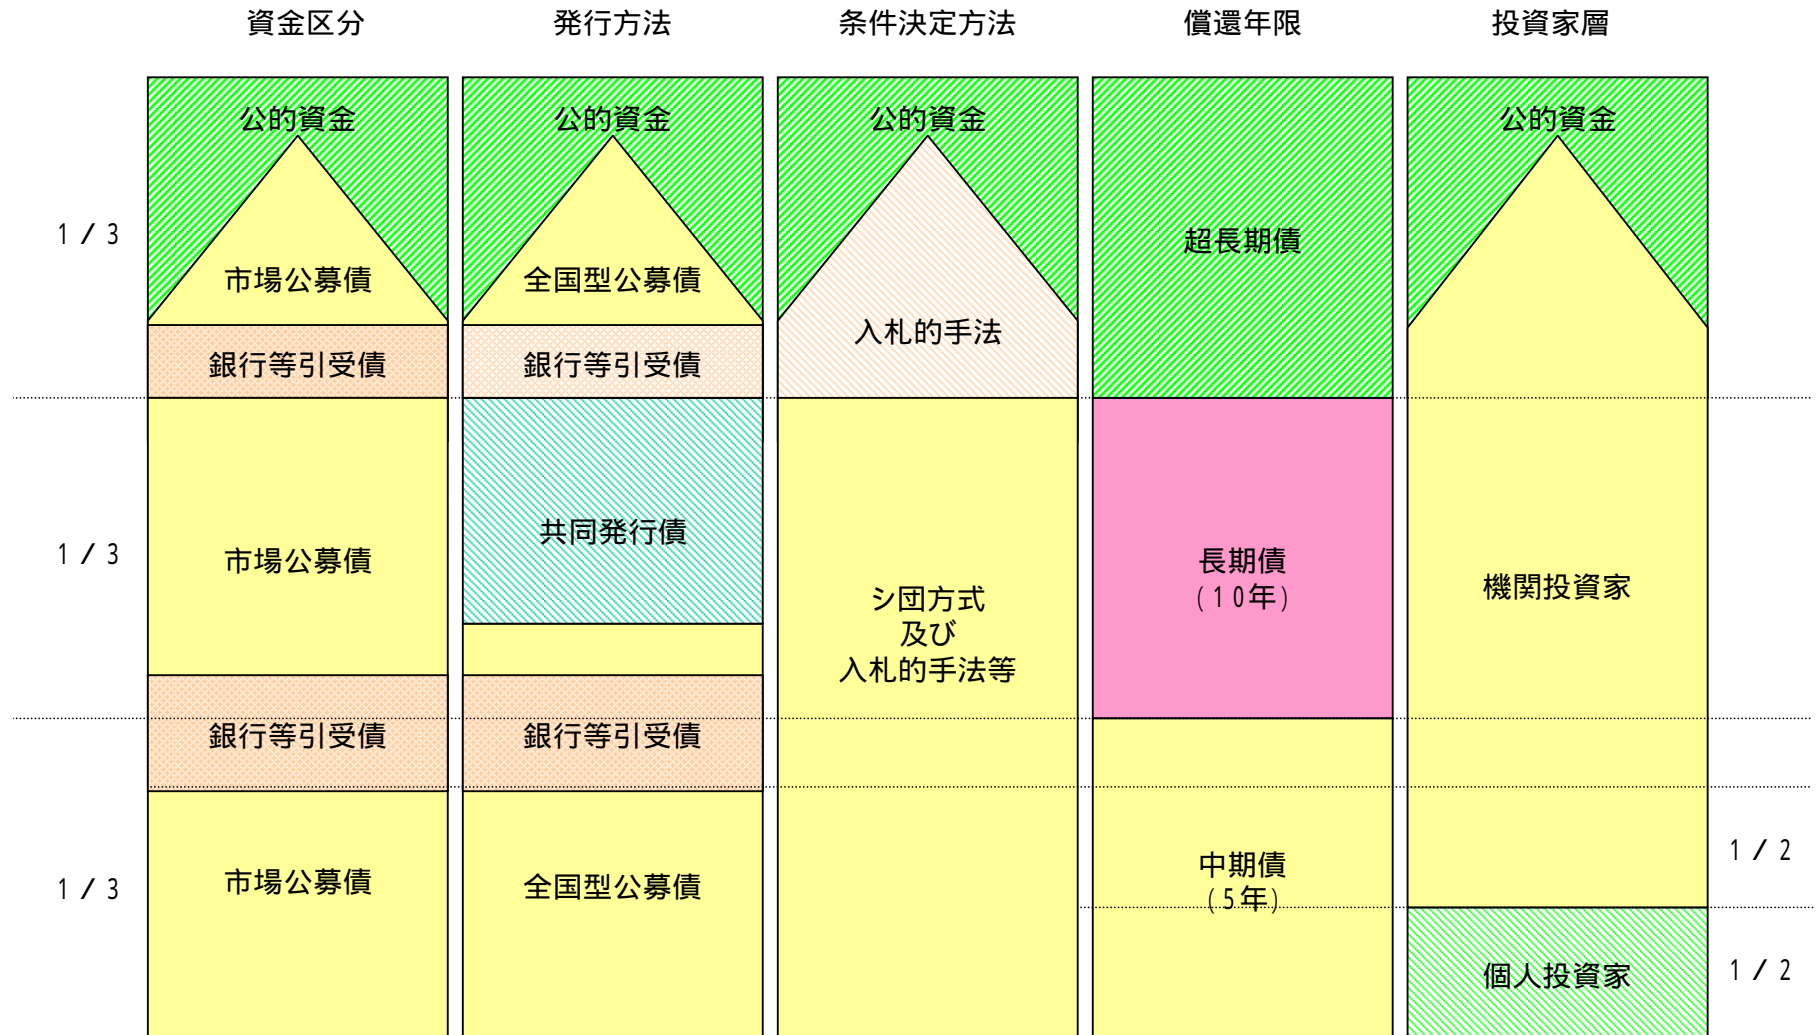 資金区分
発行方法
条件決定方法
償還年限
投資家層
公的資金
公的資金
公的資金
公的資金
1/3
市場公募債
全国型公募債
超長期債
入札的手法
銀行等引受債
銀行等引受債
1/3
市場公募債
共同発行債
シ団方式
及び
入札的手法等
長期債
(10年)
機関投資家
銀行等引受債
銀行等引受債
1/3
市場公募債
全国型公募債
中期債
(5年)
1/2
個人投資家
1/2